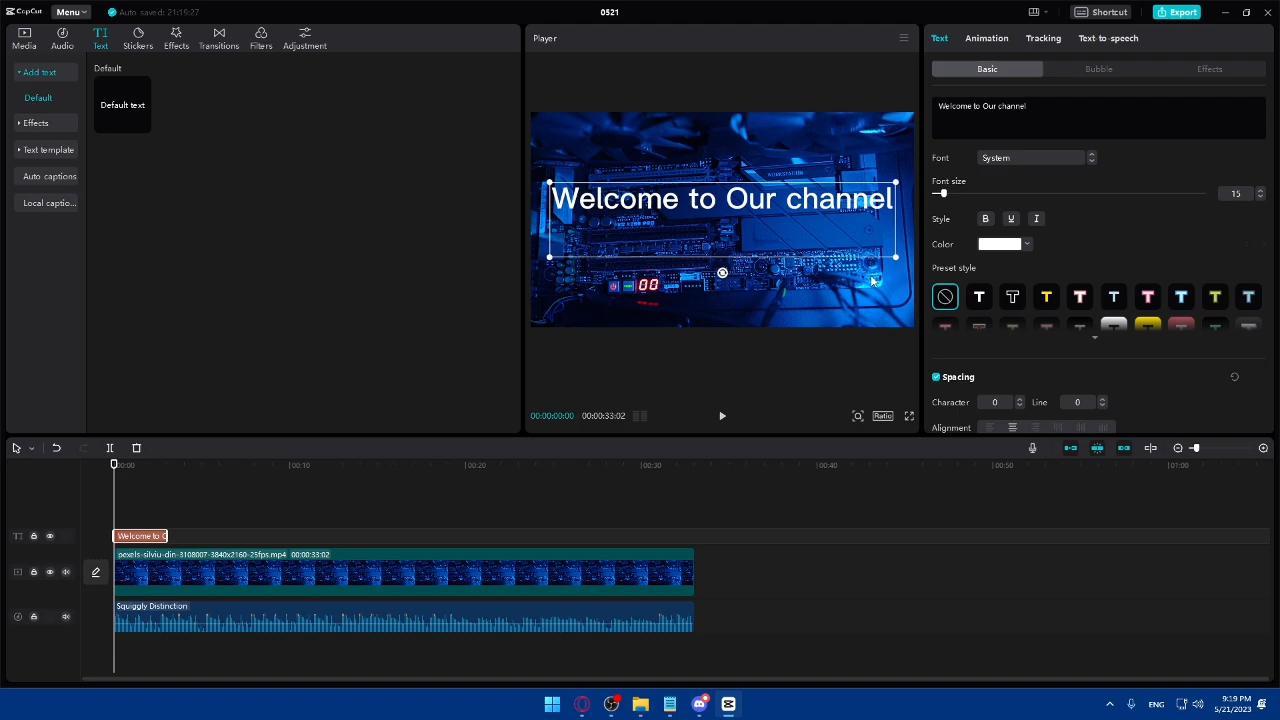 CapCut
Menu
Auto saved: 21:19:27
0521
Shortcut
Export
Media
Audio
Text
Stickers
Effects
Transitions
Filters
Adjustment
Add text
Default
Effects
Text template
Auto captions
Local captio...
Default
Default text
Player
WORKSTATION
Welcome to Our channel
00
00:00:00:00
00:00:33:02
Ratio
Text
Animation
Tracking
Text-to-speech
Basic
Bubble
Effects
Welcome to Our channel
Font
System
Font size
15
Style
B
U
I
Color
Preset style
Spacing
Character
0
Line
0
Alignment
00:00
00:10
00:20
00:30
00:40
00:50
01:00
Welcome to O
pexels-silviu-din-3108007-3840x2160-25fps.mp4 00:00:33:02
Squiggly Distinction
ENG
9:19 PM
5/21/2023